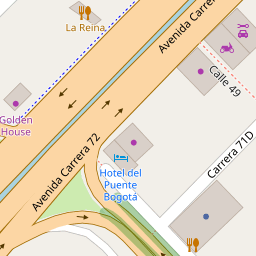 La Reina
Avenida Carrera
Calle 49
Golden
House
Avenida Carrera 72
Carrera 71D
Hotel del
Puente
Bogotá